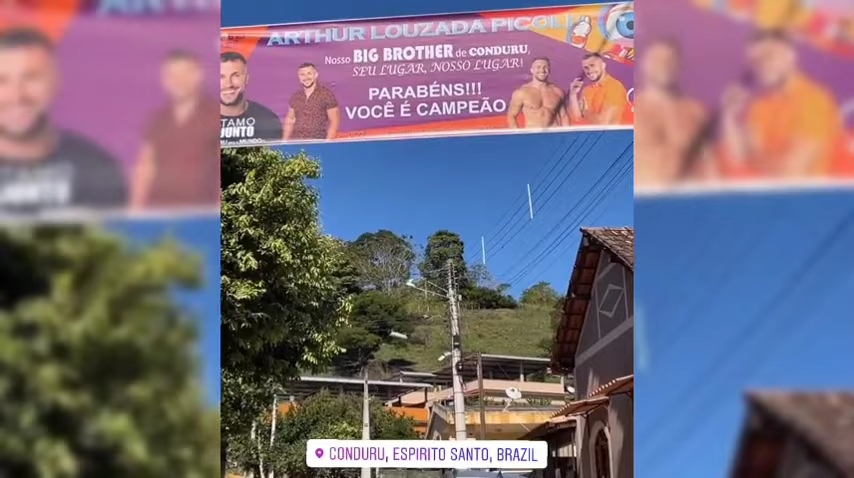 ARTHUR LOUZADA PICOLI
Nosso BIG BROTHER de CONDURU,
SEU LUGAR, NOSSO LUGAR!
PARABÉNS!!!
VOCÊ É CAMPEÃO
TAMO
JUNTO
CONDURU, ESPIRITO SANTO, BRAZIL